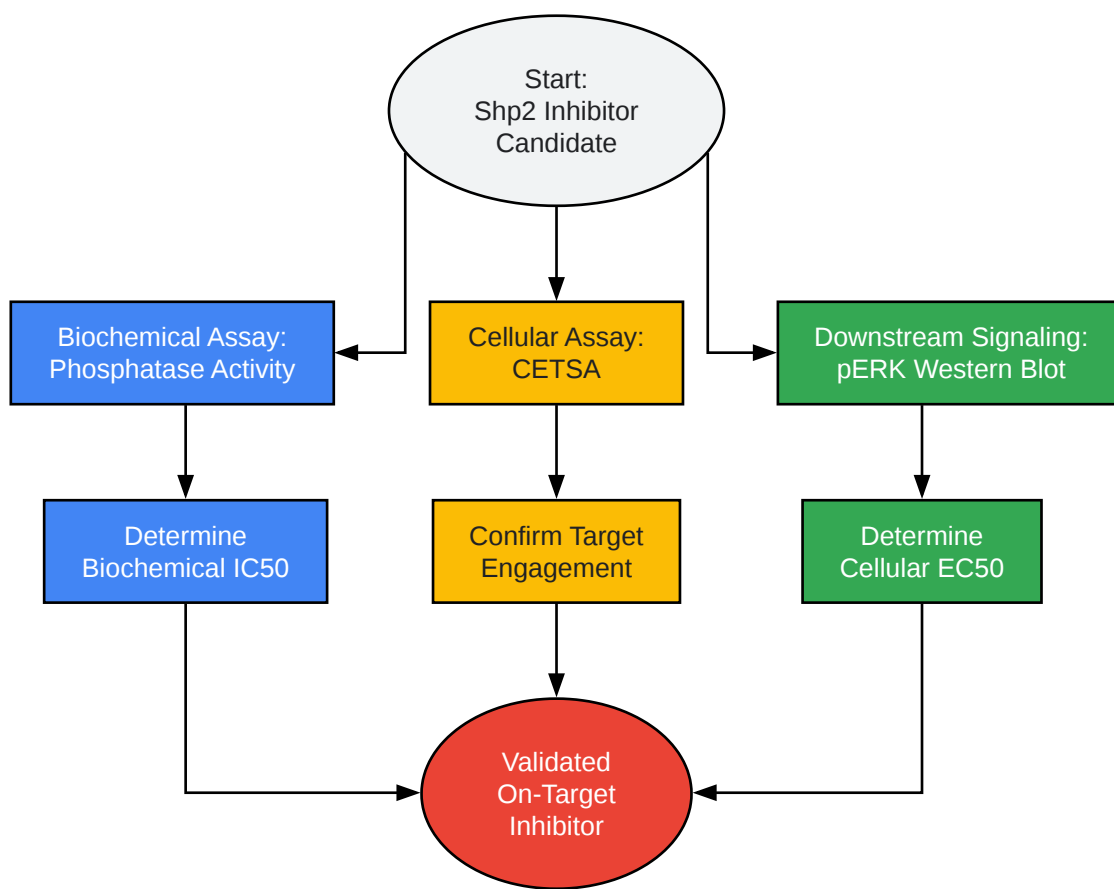 Start:
Shp2 Inhibitor
Candidate
Biochemical Assay:
Phosphatase Activity
Cellular Assay:
CETSA
Downstream Signaling:
pERK Western Blot
Determine
Biochemical IC50
Confirm Target
Engagement
Determine
Cellular EC50
Validated
On-Target
Inhibitor